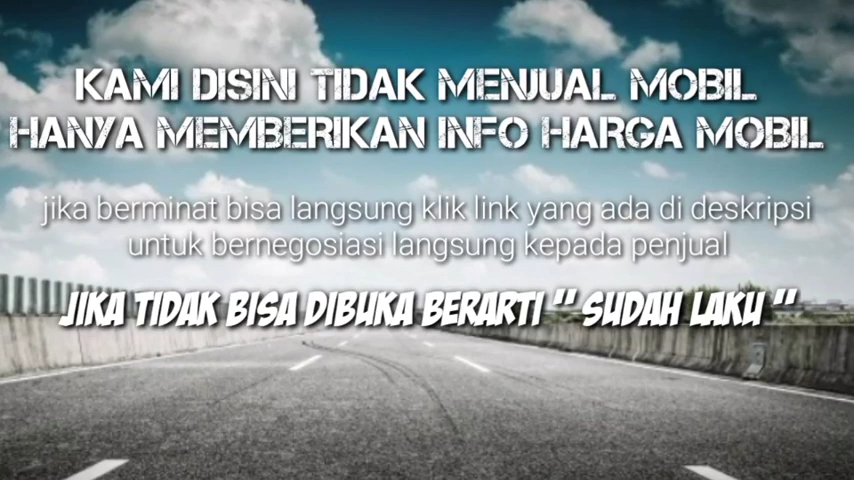 KAMI DISINI TIDAK MENJUAL MOBIL
HANYA MEMBERIKAN INFO HARGA MOBIL
jika berminat bisa langsung klik link yang ada di deskripsi
untuk bernegosiasi langsung kepada penjual
JIKA TIDAK BISA DIBUKA BERARTI " SUDAH LAKU "